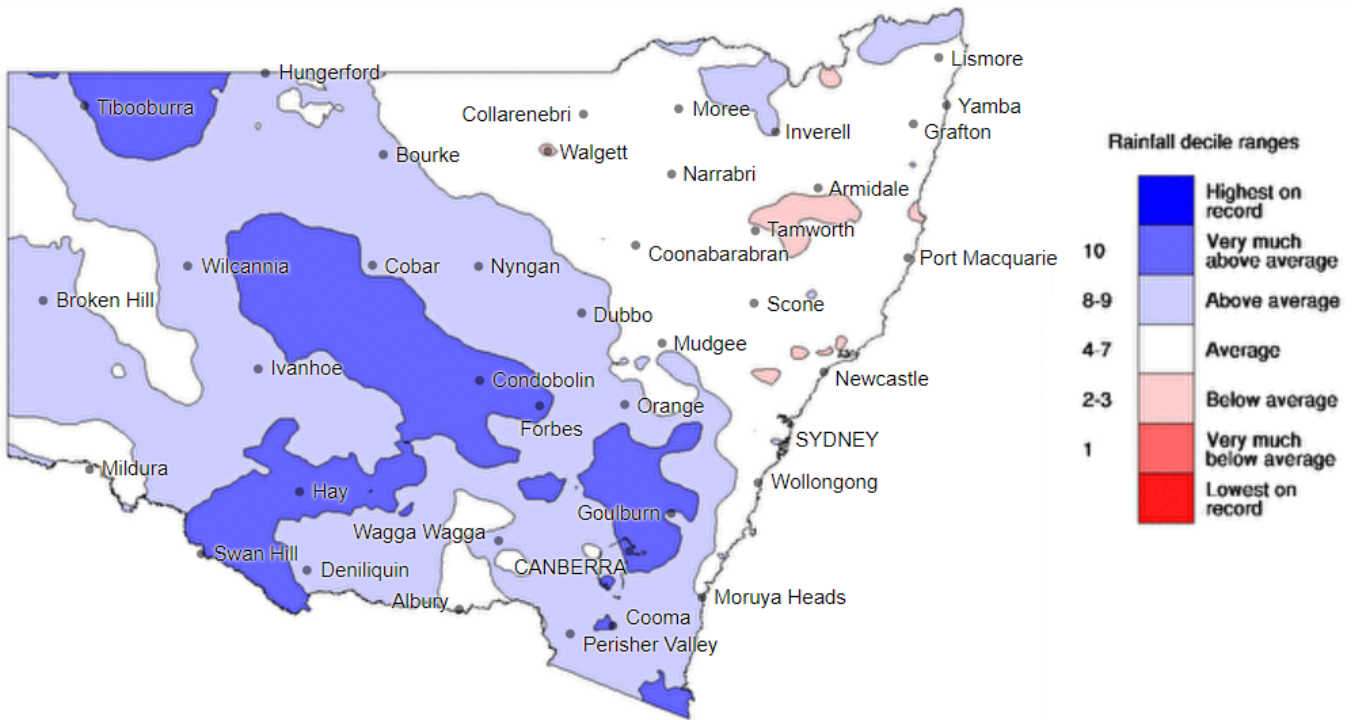 Hungerford
Lismore
Tibooburra
Collarenebri
Moree
Yamba
Inverell
Grafton
Bourke
Walgett
Narrabri
Armidale
Tamworth
Coonabarabran
Port Macquarie
Wilcannia
Cobar
Nyngan
Broken Hill
Scone
Dubbo
Mudgee
Ivanhoe
Condobolin
Newcastle
Orange
Forbes
SYDNEY
Mildura
Wollongong
Hay
Goulburn
Wagga Wagga
Swan Hill
CANBERRA
Deniliquin
Albury
Moruya Heads
Cooma
Perisher Valley
Rainfall decile ranges
Highest on
record
10
Very much
above average
8-9
Above average
4-7
Average
2-3
Below average
1
Very much
below average
Lowest on
record